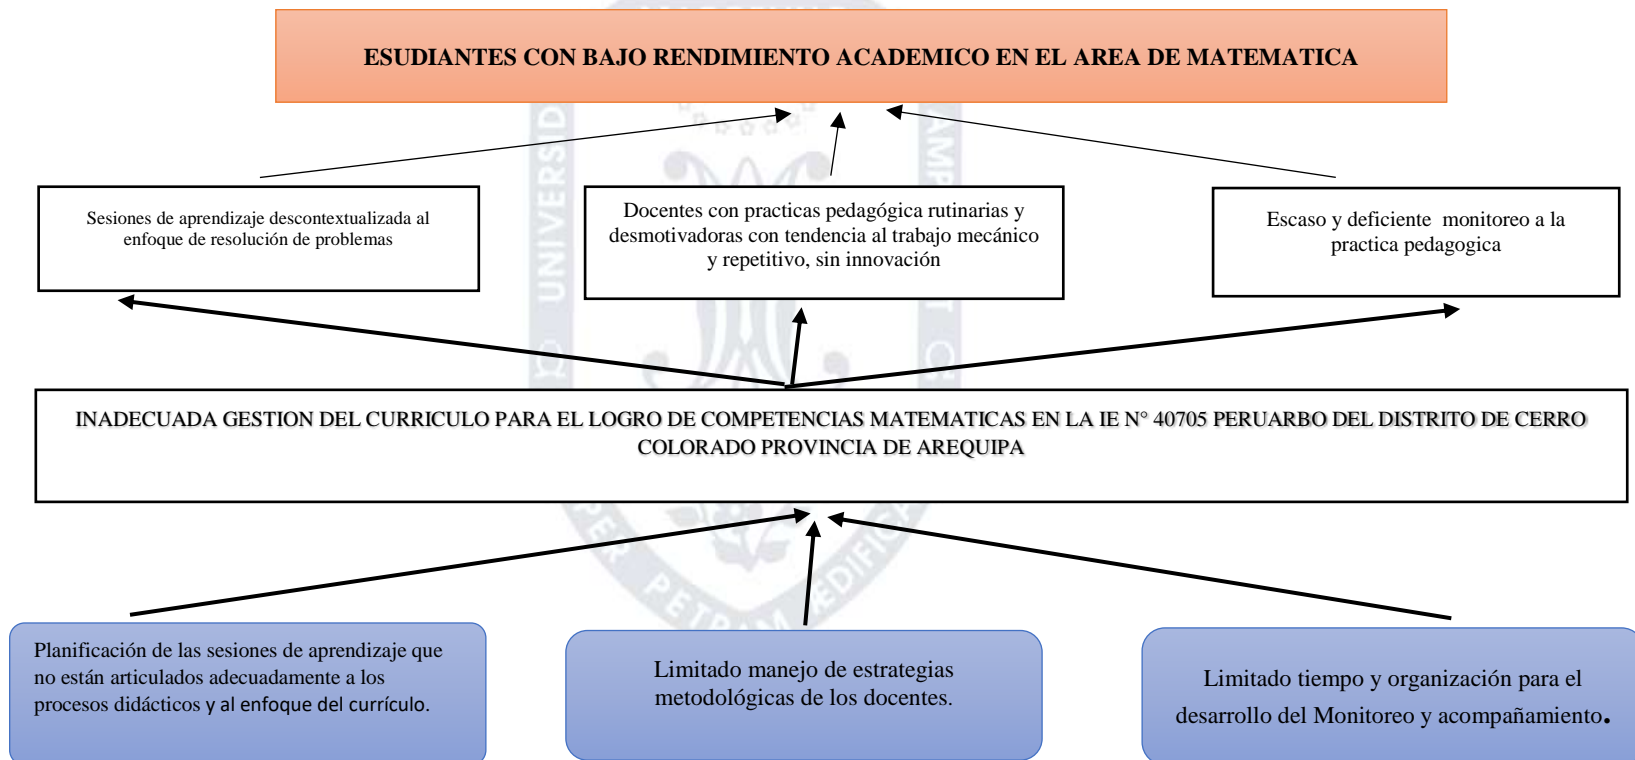 ESUDIANTES CON BAJO RENDIMIENTO ACADEMICO EN EL AREA DE MATEMATICA
Sesiones de aprendizaje descontextualizada al
enfoque de resolución de problemas
Docentes con practicas pedagógica rutinarias y
desmotivadoras con tendencia al trabajo mecánico
y repetitivo, sin innovación
Escaso y deficiente monitoreo a la
practica pedagogica
INADECUADA GESTION DEL CURRICULO PARA EL LOGRO DE COMPETENCIAS MATEMATICAS EN LA IE N° 40705 PERUARBO DEL DISTRITO DE CERRO
COLORADO PROVINCIA DE AREQUIPA
Planificación de las sesiones de aprendizaje que
no están articulados adecuadamente a los
procesos didácticos y al enfoque del currículo.
Limitado manejo de estrategias
metodológicas de los docentes.
Limitado tiempo y organización para el
desarrollo del Monitoreo y acompañamiento.
PER PETRAM